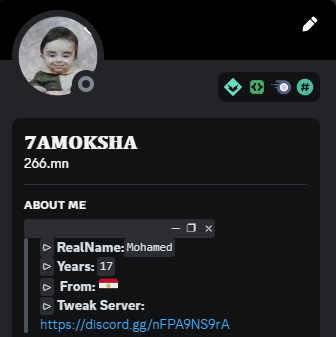 7AMOKSHA
266.mn
ABOUT ME
RealName: Mohamed
Years: 17
From: 🇪🇬
Tweak Server:
https://discord.gg/nFPA9NS9rA